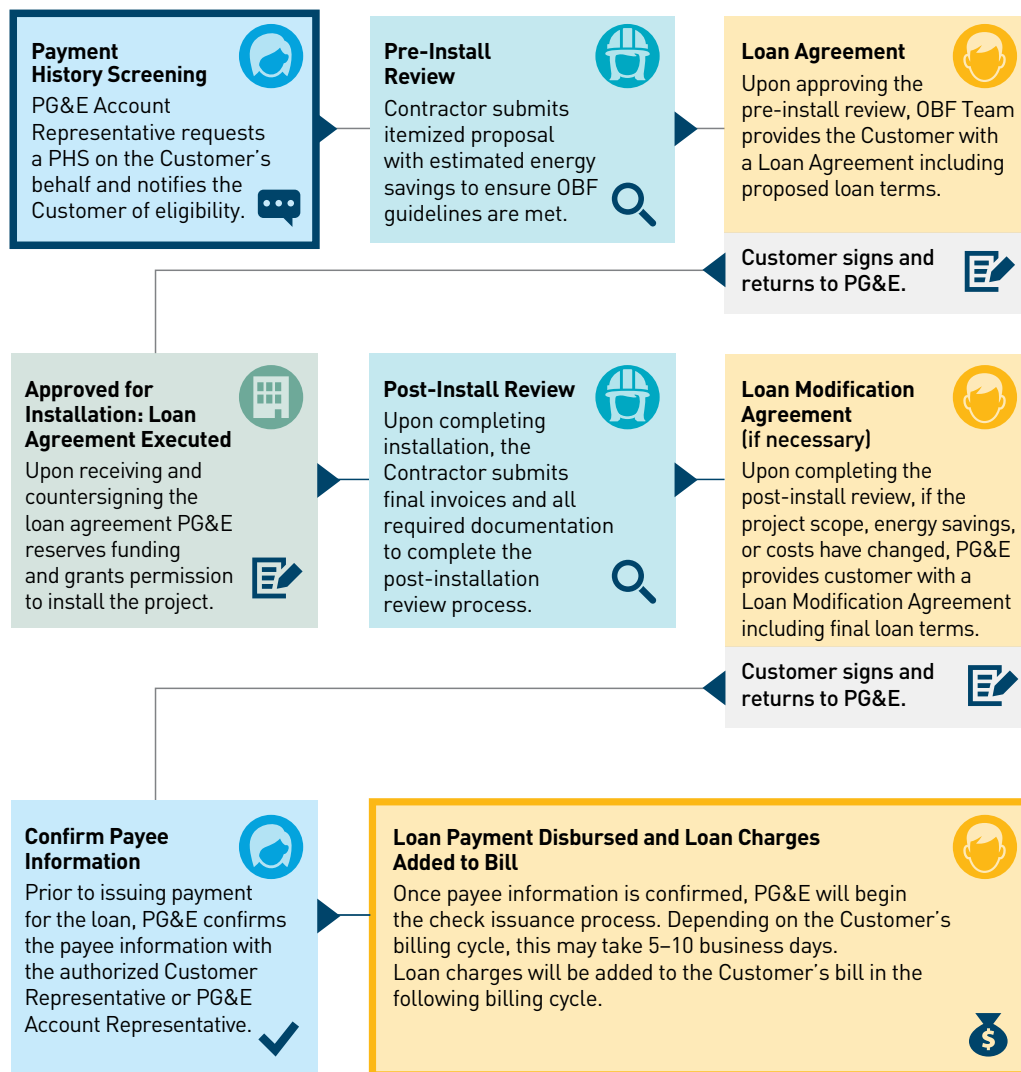 Payment
History Screening
PG&E Account
Representative requests
a PHS on the Customer’s
behalf and notifies the
Customer of eligibility.
Pre-Install
Review
Contractor submits
itemized proposal
with estimated energy
savings to ensure OBF
guidelines are met.
Loan Agreement
Upon approving the
pre-install review, OBF Team
provides the Customer with
a Loan Agreement including
proposed loan terms.
Customer signs and
returns to PG&E.
Approved for
Installation: Loan
Agreement Executed
Upon receiving and
countersigning the
loan agreement PG&E
reserves funding
and grants permission
to install the project.
Post-Install Review
Upon completing
installation, the
Contractor submits
final invoices and all
required documentation
to complete the
post-installation
review process.
Loan Modification
Agreement
(if necessary)
Upon completing the
post-install review, if the
project scope, energy savings,
or costs have changed, PG&E
provides customer with a
Loan Modification Agreement
including final loan terms.
Customer signs and
returns to PG&E.
Confirm Payee
Information
Prior to issuing payment
for the loan, PG&E confirms
the payee information with
the authorized Customer
Representative or PG&E
Account Representative.
Loan Payment Disbursed and Loan Charges
Added to Bill
Once payee information is confirmed, PG&E will begin
the check issuance process. Depending on the Customer’s
billing cycle, this may take 5–10 business days.
Loan charges will be added to the Customer’s bill in the
following billing cycle.
$